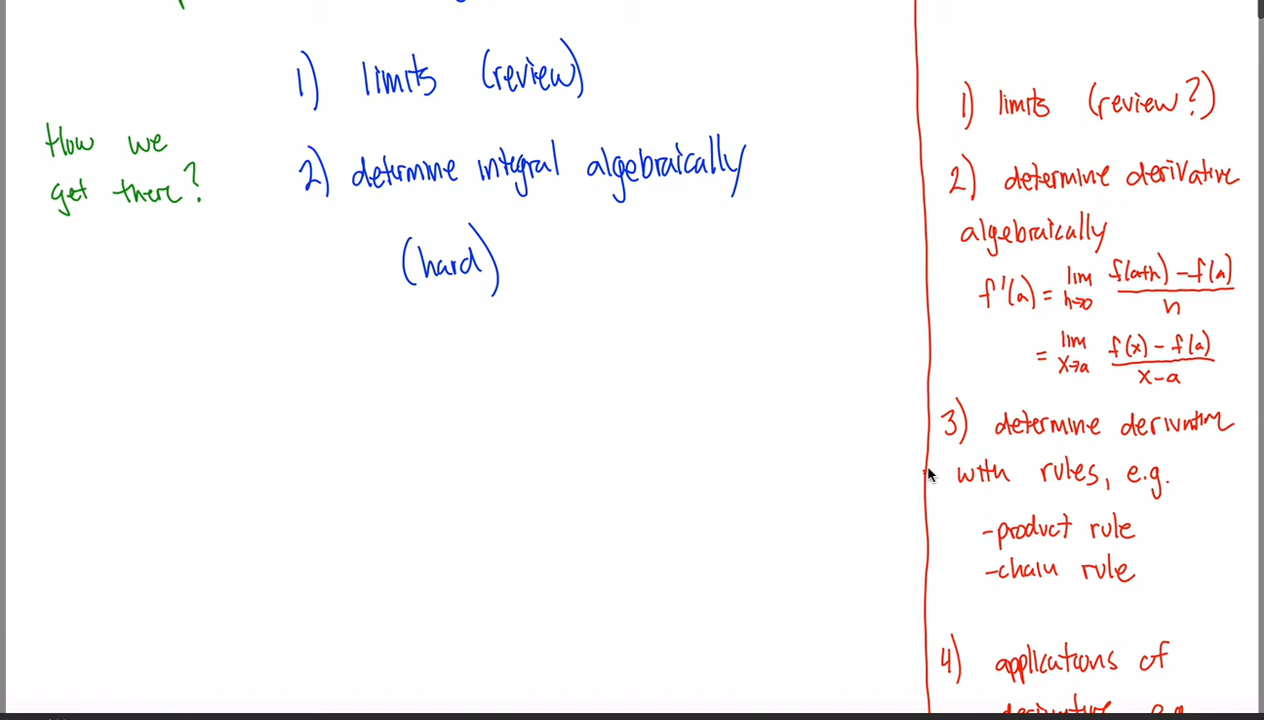 1) limits (review)
How we
get there?
2) determine integral algebraically
(hard)
1) limits (review?)
2) determine derivative
algebraically
f'(a) = lim h→0 f(a+h) - f(a) / h
= lim x→a f(x) - f(a) / x - a
3) determine derivative
with rules, e.g.
- product rule
- chain rule
4) applications of